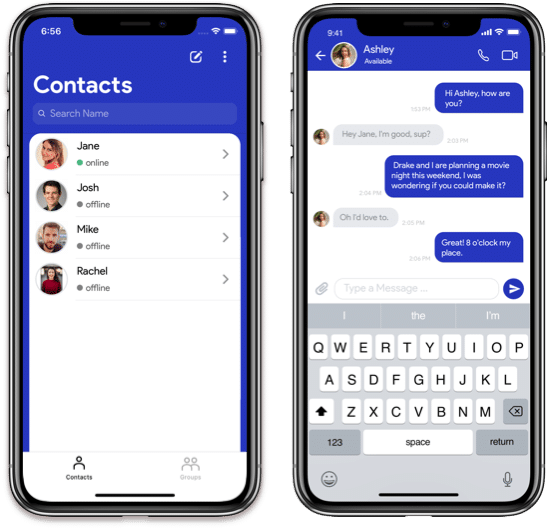 6:56
Contacts
Search Name
Jane
online
Josh
offline
Mike
offline
Rachel
offline
Contacts
Groups
9:41
Ashley
Available
Hi Ashley, how are
you?
1:53 PM
Hey Jane, I'm good, sup?
2:03 PM
Drake and I are planning a movie
night this weekend, I was
wondering if you could make it?
2:04 PM
Oh I'd love to.
2:05 PM
Great! 8 o'clock my
place.
2:06 PM
Type a Message ...
I the I'm
Q W E R T Y U I O P
A S D F G H J K L
Z X C V B N M
123 space return